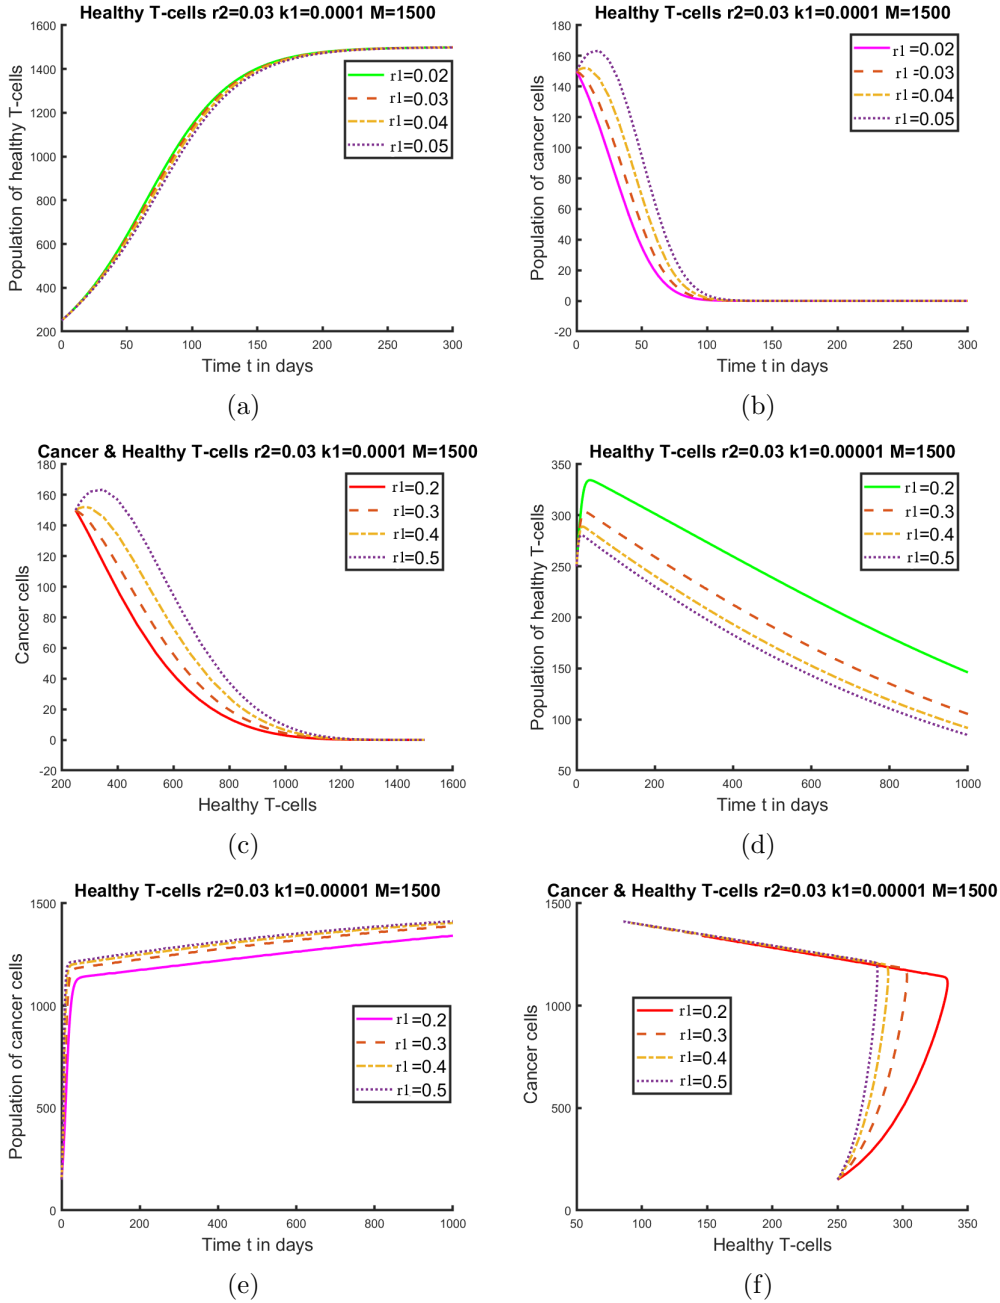 Healthy T-cells r2=0.03 k1=0.0001 M=1500
Population of healthy T-cells
1600
1400
1200
1000
800
600
400
200
0 50 100 150 200 250 300
Time t in days
r1=0.02
r1=0.03
r1=0.04
r1=0.05
(a)
Healthy T-cells r2=0.03 k1=0.0001 M=1500
Population of cancer cells
180
160
140
120
100
80
60
40
20
0
-20
0 50 100 150 200 250 300
Time t in days
r1=0.02
r1=0.03
r1=0.04
r1=0.05
(b)
Cancer & Healthy T-cells r2=0.03 k1=0.0001 M=1500
Cancer cells
180
160
140
120
100
80
60
40
20
0
-20
200 400 600 800 1000 1200 1400 1600
Healthy T-cells
r1=0.2
r1=0.3
r1=0.4
r1=0.5
(c)
Healthy T-cells r2=0.03 k1=0.00001 M=1500
Population of healthy T-cells
350
300
250
200
150
100
50
0 200 400 600 800 1000
Time t in days
r1=0.2
r1=0.3
r1=0.4
r1=0.5
(d)
Healthy T-cells r2=0.03 k1=0.00001 M=1500
Population of cancer cells
1500
1000
500
0
0 200 400 600 800 1000
Time t in days
r1=0.2
r1=0.3
r1=0.4
r1=0.5
(e)
Cancer & Healthy T-cells r2=0.03 k1=0.00001 M=1500
Cancer cells
1500
1000
500
0
50 100 150 200 250 300 350
Healthy T-cells
r1=0.2
r1=0.3
r1=0.4
r1=0.5
(f)